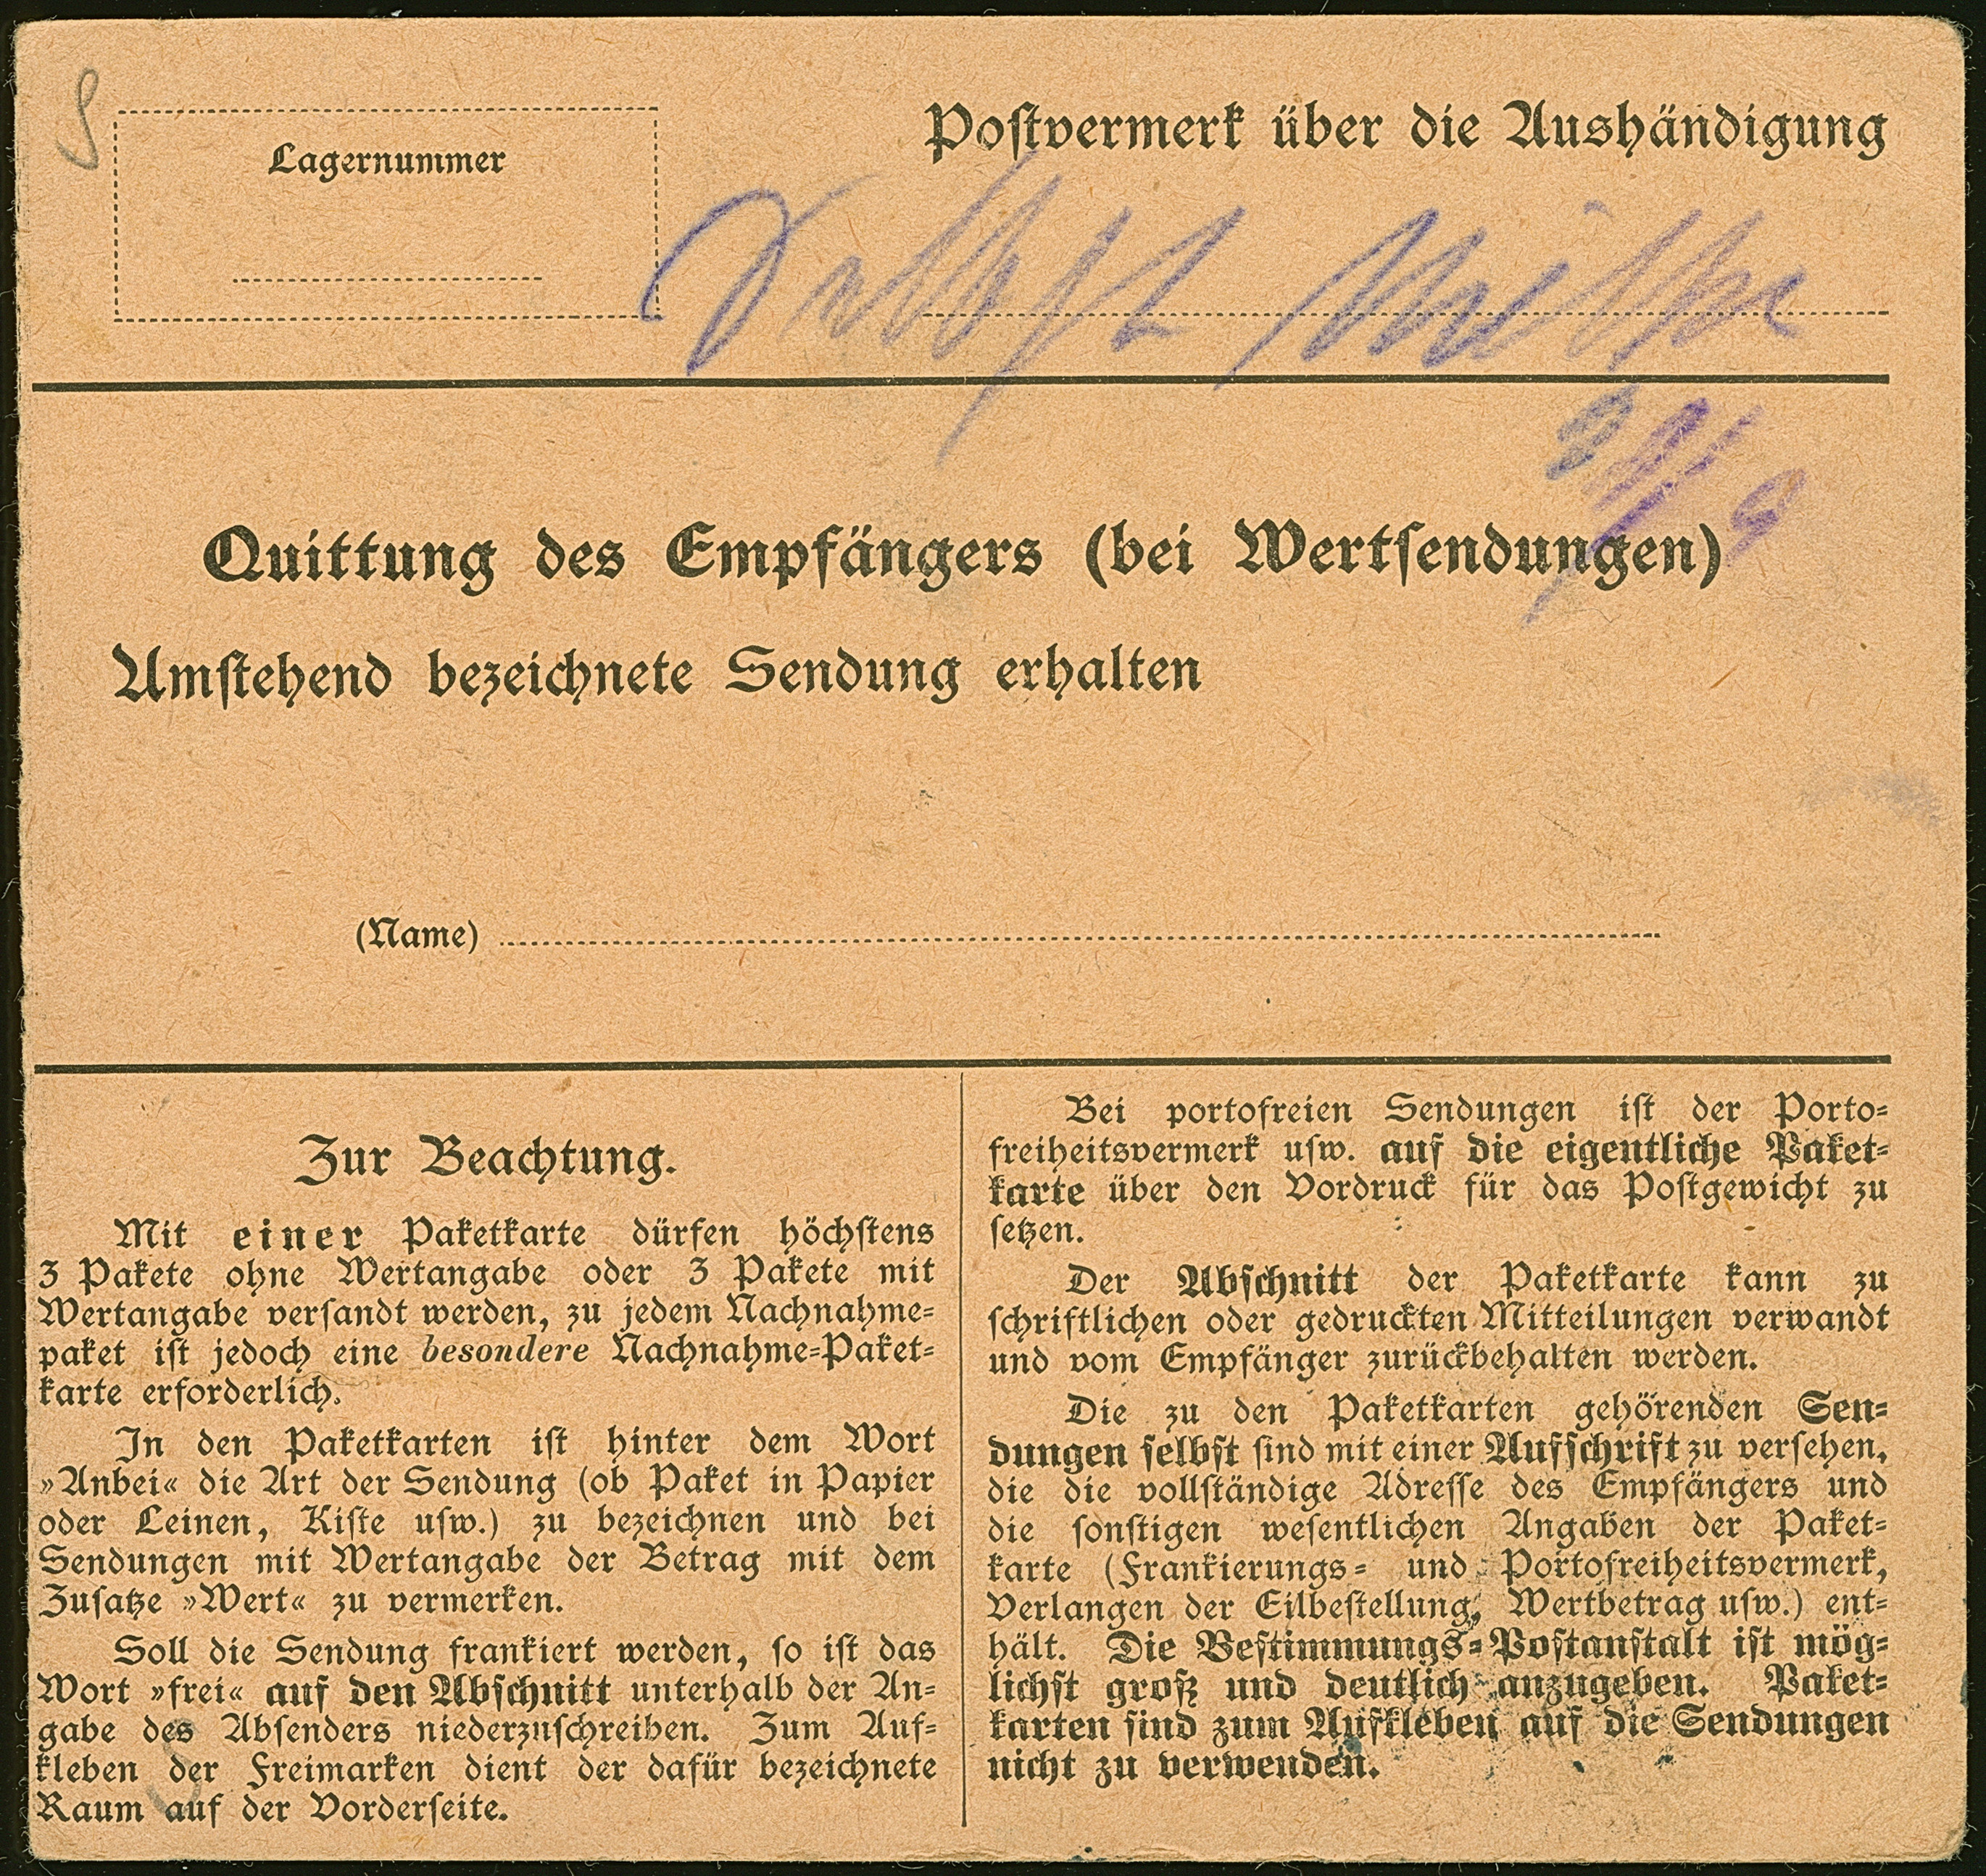 Lagernummer
Postvermerk über die Aushändigung
Quittung des Empfängers (bei Wertsendungen)
Umstehend bezeichnete Sendung erhalten
(Name)
Zur Beachtung.
Mit einer Paketkarte dürfen höchstens
3 Pakete ohne Wertangabe oder 3 Pakete mit
Wertangabe versandt werden, zu jedem Nachnahme-
paket ist jedoch eine besondere Nachnahme-Paket-
karte erforderlich.
In den Paketkarten ist hinter dem Wort
»Anbei« die Art der Sendung (ob Paket in Papier
oder Leinen, Kiste usw.) zu bezeichnen und bei
Sendungen mit Wertangabe der Betrag mit dem
Zusatze »Wert« zu vermerken.
Soll die Sendung frankiert werden, so ist das
Wort »frei« auf den Abschnitt unterhalb der An-
gabe des Absenders niederzuschreiben. Zum Auf-
kleben der Freimarken dient der dafür bezeichnete
Raum auf der Vorderseite.
Bei portofreien Sendungen ist der Porto-
freiheitsvermerk usw. auf die eigentliche Paket-
karte über den Vordruck für das Postgewicht zu
setzen.
Der Abschnitt der Paketkarte kann zu
schriftlichen oder gedruckten Mitteilungen verwandt
und vom Empfänger zurückbehalten werden.
Die zu den Paketkarten gehörenden Sen-
dungen selbst sind mit einer Aufschrift zu versehen,
die die vollständige Adresse des Empfängers und
die sonstigen wesentlichen Angaben der Paket-
karte (Frankierungs- und Portofreiheitsvermerk,
Verlangen der Eilbestellung, Wertbetrag usw.) ent-
hält. Die Bestimmungs-Postanstalt ist mög-
lichst groß und deutlich anzugeben. Paket-
karten sind zum Aufkleben auf die Sendungen
nicht zu verwenden.